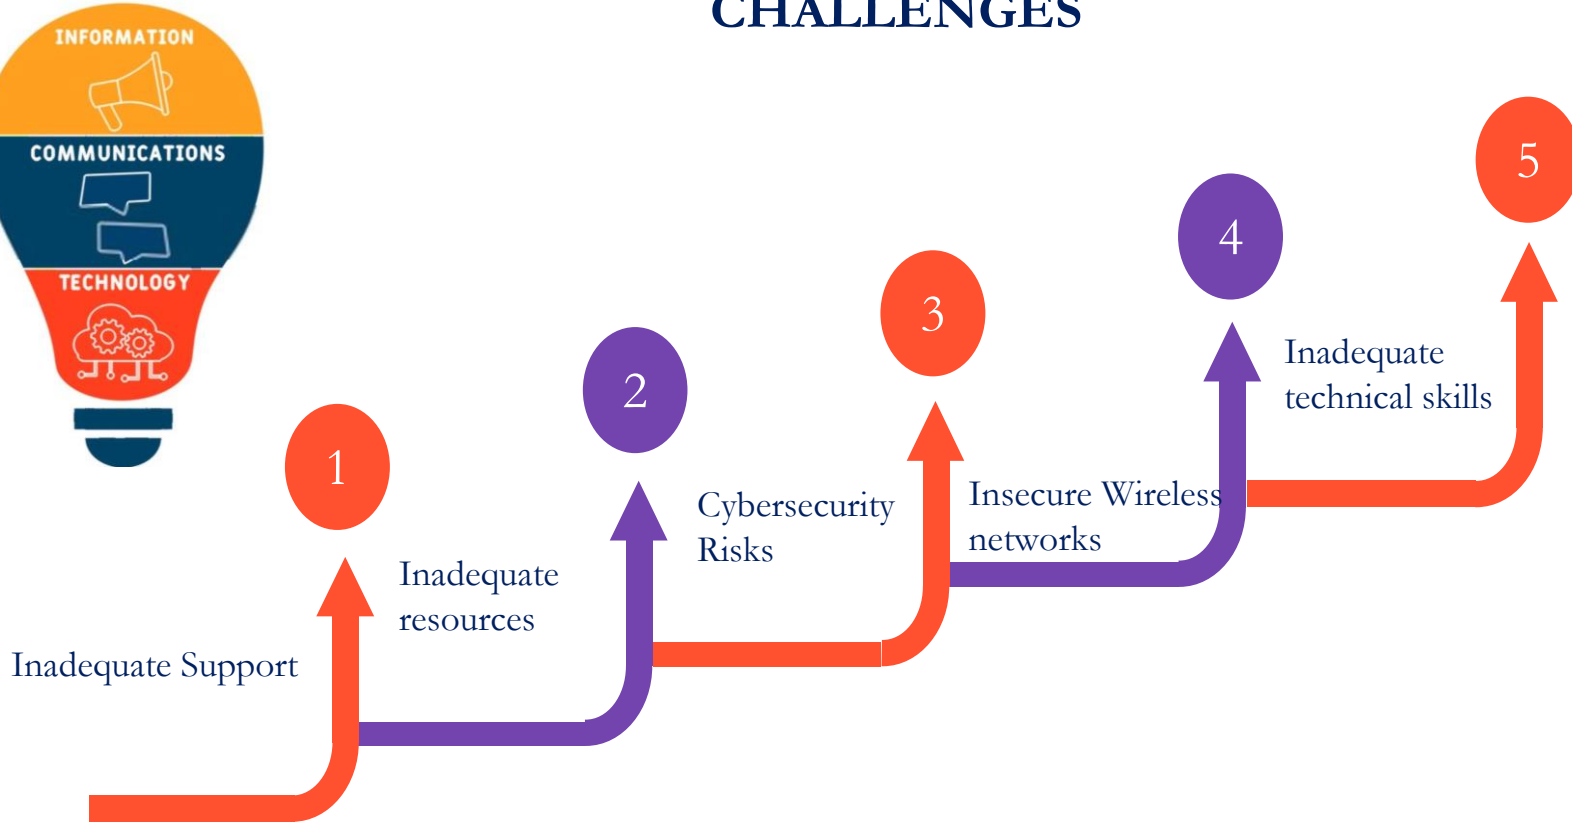 CHALLENGES
INFORMATION
COMMUNICATIONS
TECHNOLOGY
1
Inadequate Support
2
Inadequate
resources
3
Cybersecurity
Risks
4
Insecure Wireless
networks
5
Inadequate
technical skills